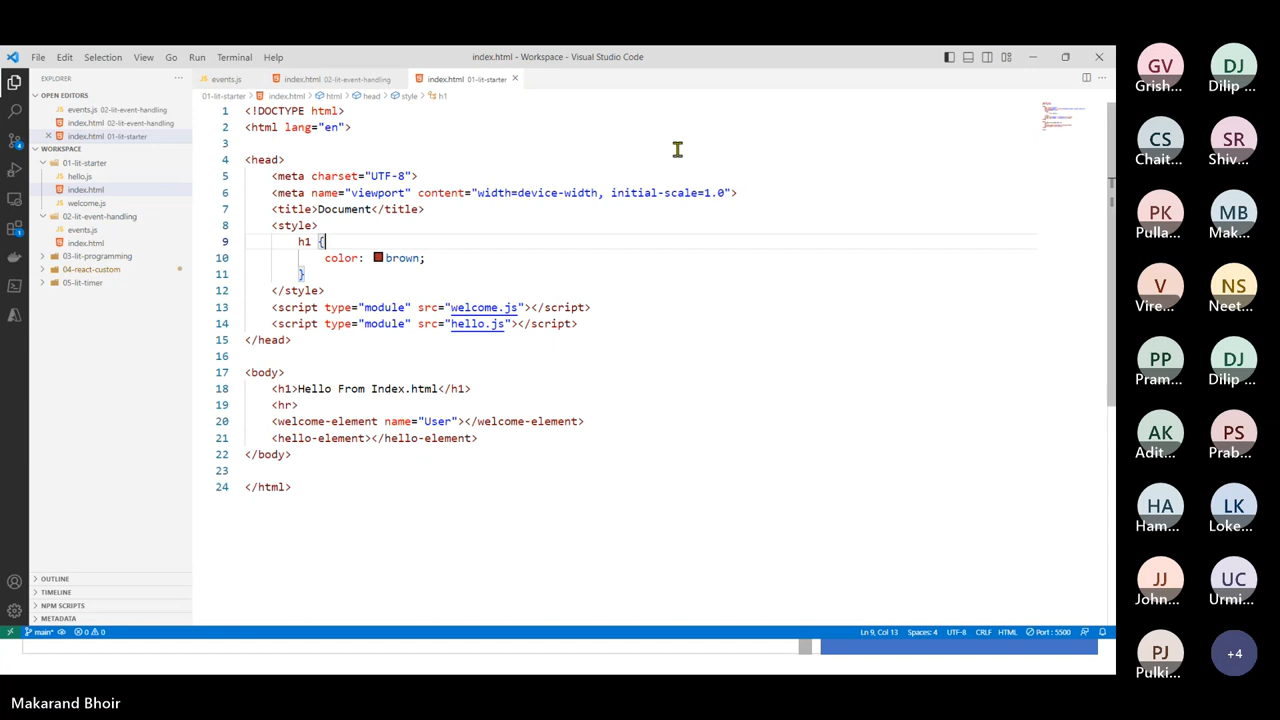 File Edit Selection View Go Run Terminal Help
index.html - Workspace - Visual Studio Code
EXPLORER
OPEN EDITORS
events.js 02-lit-event-handling
index.html 02-lit-event-handling
index.html 01-lit-starter
WORKSPACE
01-lit-starter
hello.js
index.html
welcome.js
02-lit-event-handling
events.js
index.html
03-lit-programming
04-react-custom
05-lit-timer
OUTLINE
TIMELINE
NPM SCRIPTS
METADATA
events.js
index.html 02-lit-event-handling
index.html 01-lit-starter
01-lit-starter > index.html > html > head > style > h1
1 <!DOCTYPE html>
2 <html lang="en">
3
4 <head>
5 <meta charset="UTF-8">
6 <meta name="viewport" content="width=device-width, initial-scale=1.0">
7 <title>Document</title>
8 <style>
9 h1 {
10 color: brown;
11 }
12 </style>
13 <script type="module" src="welcome.js"></script>
14 <script type="module" src="hello.js"></script>
15 </head>
16
17 <body>
18 <h1>Hello From Index.html</h1>
19 <hr>
20 <welcome-element name="User"></welcome-element>
21 <hello-element></hello-element>
22 </body>
23
24 </html>
main* 0 0
Ln 9, Col 13 Spaces: 4 UTF-8 CRLF HTML Port : 5500
GV DJ
Grish... Dilip ...
CS SR
Chait... Shiv...
PK MB
Pulla... Mak...
V NS
Vire... Neet...
PP DJ
Pram... Dilip ...
AK PS
Adit... Prab...
HA LK
Ham... Loke...
JJ UC
John... Urmi...
PJ +4
Pulki...
Makarand Bhoir